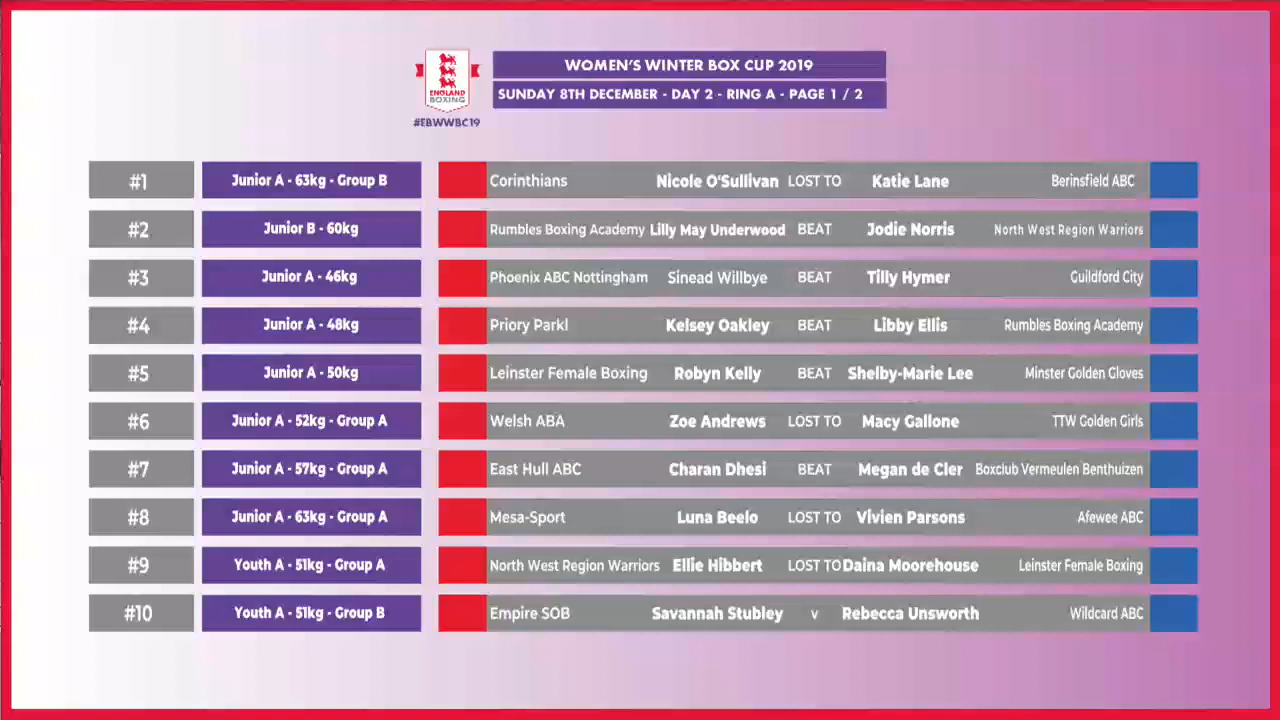 ENGLAND
BOXING
#EBWWBC19
WOMEN'S WINTER BOX CUP 2019
SUNDAY 8TH DECEMBER - DAY 2 - RING A - PAGE 1 / 2
#1 Junior A - 63kg - Group B Corinthians Nicole O'Sullivan LOST TO Katie Lane Berinsfield ABC
#2 Junior B - 60kg Rumbles Boxing Academy Lilly May Underwood BEAT Jodie Norris North West Region Warriors
#3 Junior A - 46kg Phoenix ABC Nottingham Sinead Willbye BEAT Tilly Hymer Guildford City
#4 Junior A - 48kg Priory Parkl Kelsey Oakley BEAT Libby Ellis Rumbles Boxing Academy
#5 Junior A - 50kg Leinster Female Boxing Robyn Kelly BEAT Shelby-Marie Lee Minster Golden Gloves
#6 Junior A - 52kg - Group A Welsh ABA Zoe Andrews LOST TO Macy Gallone TTW Golden Girls
#7 Junior A - 57kg - Group A East Hull ABC Charan Dhesi BEAT Megan de Cler Boxclub Vermeulen Benthuizen
#8 Junior A - 63kg - Group A Mesa-Sport Luna Beelo LOST TO Vivien Parsons Afewee ABC
#9 Youth A - 51kg - Group A North West Region Warriors Ellie Hibbert LOST TO Daina Moorehouse Leinster Female Boxing
#10 Youth A - 51kg - Group B Empire SOB Savannah Stubley v Rebecca Unsworth Wildcard ABC